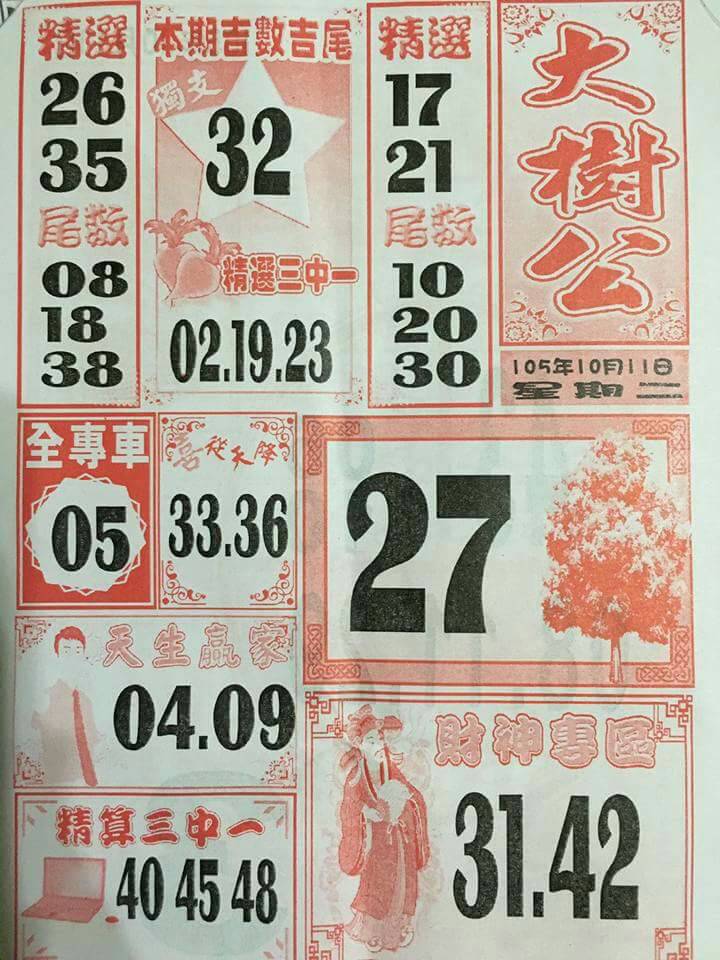 精選
26
35
尾数
08
18
38
本期吉數吉尾
獨支
32
精選三中一
02.19.23
精選
17
21
尾数
10
20
30
大樹公
105年10月11日
星期二
全專車
05
喜從天降
33.36
27
天生贏家
04.09
財神專區
31.42
精算三中一
40 45 48